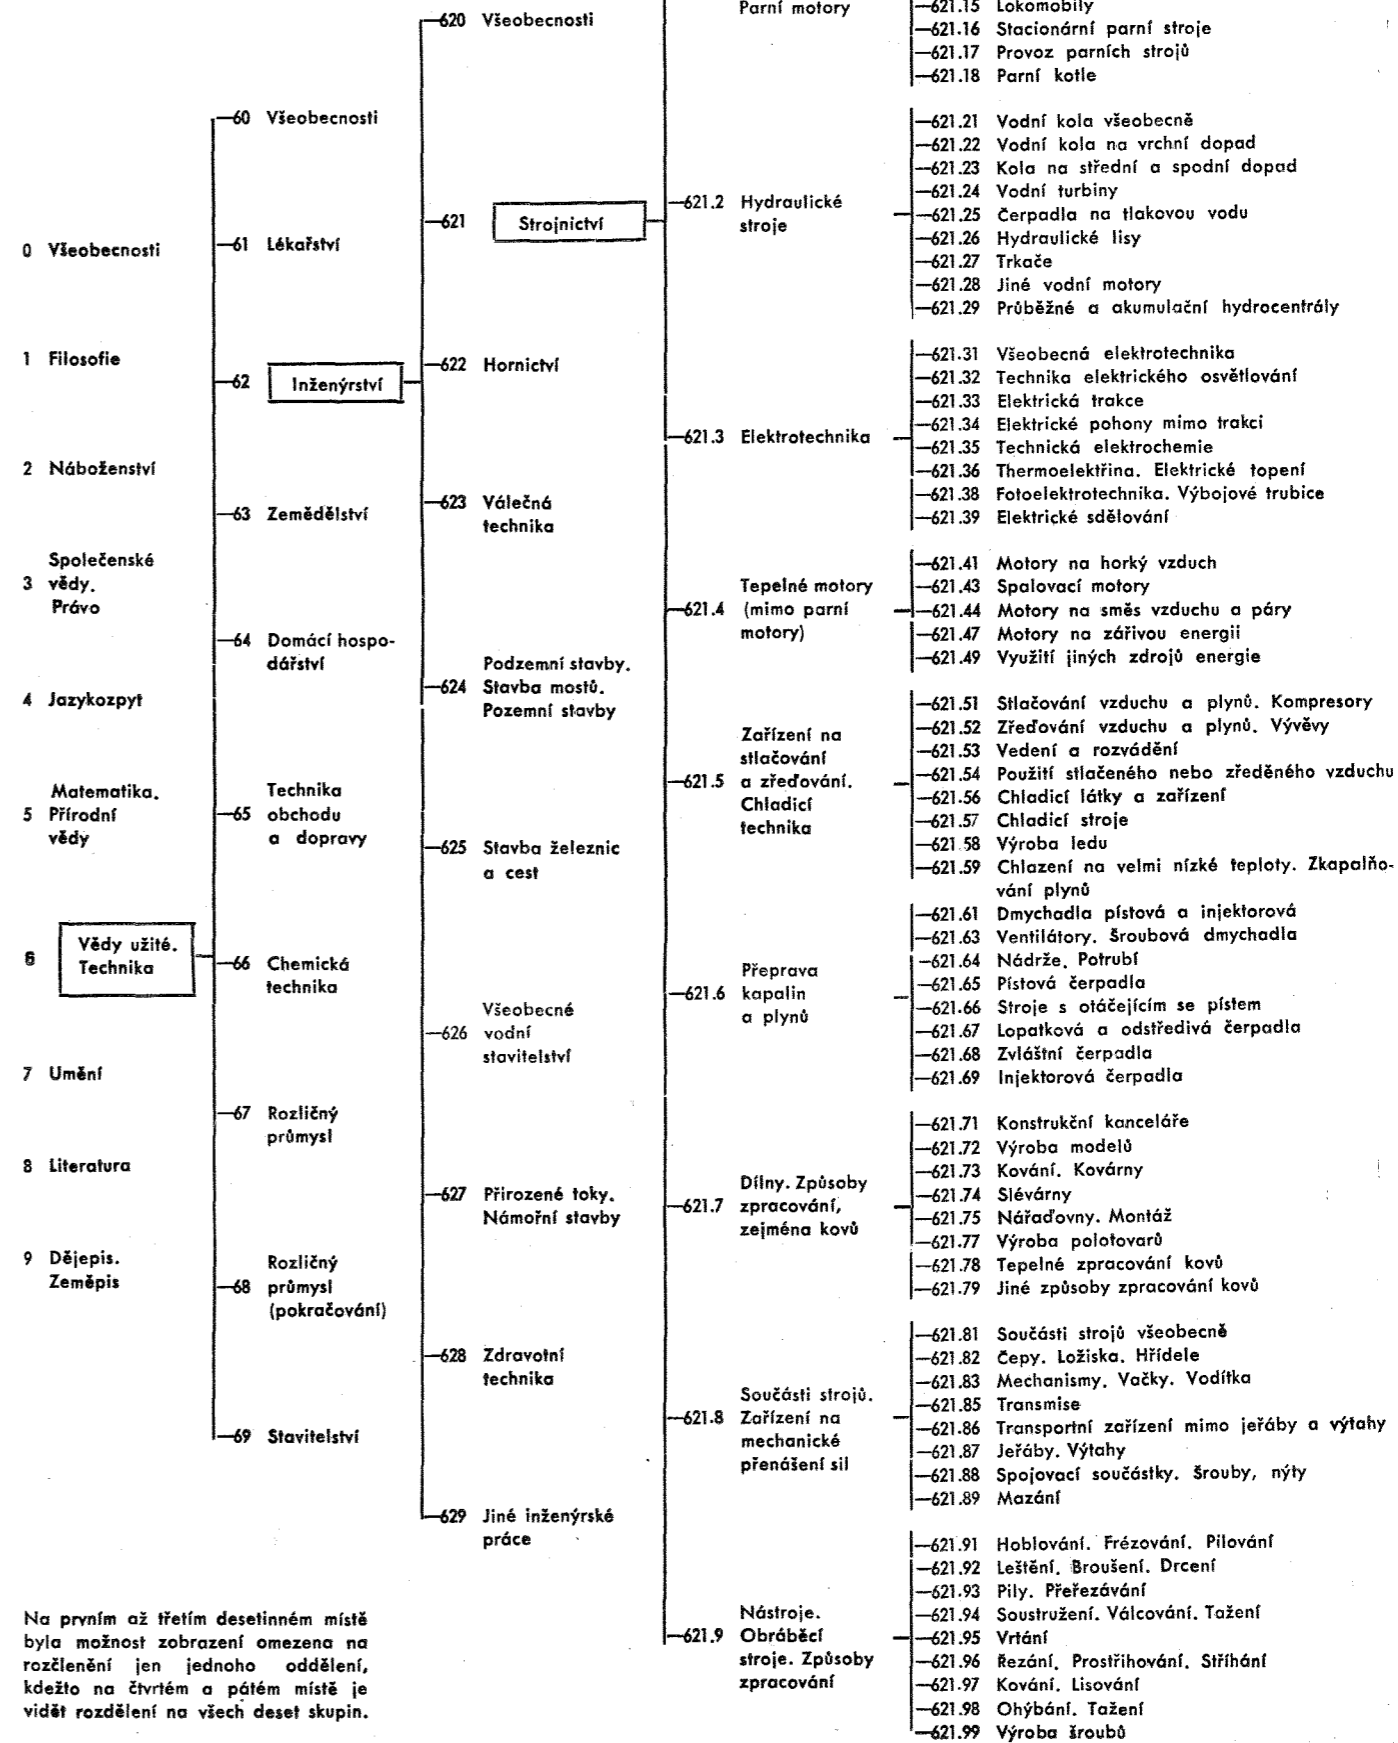 0 Všeobecnosti
1 Filosofie
2 Náboženství
Společenské
3 vědy.
Právo
4 Jazykozpyt
Matematika.
5 Přírodní
vědy
6 Vědy užité.
Technika
7 Umění
8 Literatura
9 Dějepis.
Zeměpis
60 Všeobecnosti
61 Lékařství
62 Inženýrství
63 Zemědělství
64 Domácí hospo-
dářství
Technika
65 obchodu
a dopravy
66 Chemická
technika
67 Rozličný
průmysl
Rozličný
68 průmysl
(pokračování)
69 Stavitelství
620 Všeobecnosti
621 Strojnictví
622 Hornictví
623 Válečná
technika
Podzemní stavby.
624 Stavba mostů.
Pozemní stavby
625 Stavba železnic
a cest
Všeobecné
626 vodní
stavitelství
627 Přirozené toky.
Námořní stavby
628 Zdravotní
technika
629 Jiné inženýrské
práce
Parní motory
621.15 Lokomobily
621.16 Stacionární parní stroje
621.17 Provoz parních strojů
621.18 Parní kotle
621.2 Hydraulické
stroje
621.21 Vodní kola všeobecně
621.22 Vodní kola na vrchní dopad
621.23 Kola na střední a spodní dopad
621.24 Vodní turbiny
621.25 Čerpadla na tlakovou vodu
621.26 Hydraulické lisy
621.27 Trkače
621.28 Jiné vodní motory
621.29 Průběžné a akumulační hydrocentrály
621.3 Elektrotechnika
621.31 Všeobecná elektrotechnika
621.32 Technika elektrického osvětlování
621.33 Elektrická trakce
621.34 Elektrické pohony mimo trakci
621.35 Technická elektrochemie
621.36 Thermoelektřina. Elektrické topení
621.38 Fotoelektrotechnika. Výbojové trubice
621.39 Elektrické sdělování
Tepelné motory
621.4 (mimo parní
motory)
621.41 Motory na horký vzduch
621.43 Spalovací motory
621.44 Motory na směs vzduchu a páry
621.47 Motory na zářivou energii
621.49 Využití jiných zdrojů energie
Zařízení na
stlačování
621.5 a zřeďování.
Chladicí
technika
621.51 Stlačování vzduchu a plynů. Kompresory
621.52 Zřeďování vzduchu a plynů. Vývěvy
621.53 Vedení a rozvádění
621.54 Použití stlačeného nebo zředěného vzduchu
621.56 Chladicí látky a zařízení
621.57 Chladicí stroje
621.58 Výroba ledu
621.59 Chlazení na velmi nízké teploty. Zkapalňo-
vání plynů
Přeprava
621.6 kapalin
a plynů
621.61 Dmychadla pístová a injektorová
621.63 Ventilátory. Šroubová dmychadla
621.64 Nádrže. Potrubí
621.65 Pístová čerpadla
621.66 Stroje s otáčejícím se pístem
621.67 Lopatková a odstředivá čerpadla
621.68 Zvláštní čerpadla
621.69 Injektorová čerpadla
Dílny. Způsoby
621.7 zpracování,
zejména kovů
621.71 Konstrukční kanceláře
621.72 Výroba modelů
621.73 Kování. Kovárny
621.74 Slévárny
621.75 Nářaďovny. Montáž
621.77 Výroba polotovarů
621.78 Tepelné zpracování kovů
621.79 Jiné způsoby zpracování kovů
Součásti strojů.
621.8 Zařízení na
mechanické
přenášení sil
621.81 Součásti strojů všeobecně
621.82 Čepy. Ložiska. Hřídele
621.83 Mechanismy. Vačky. Vodítka
621.85 Transmise
621.86 Transportní zařízení mimo jeřáby a výtahy
621.87 Jeřáby. Výtahy
621.88 Spojovací součástky. Šrouby, nýty
621.89 Mazání
Nástroje.
621.9 Obráběcí
stroje. Způsoby
zpracování
621.91 Hoblování. Frézování. Pilování
621.92 Leštění. Broušení. Drcení
621.93 Pily. Přeřezávání
621.94 Soustružení. Válcování. Tažení
621.95 Vrtání
621.96 Řezání. Prostřihování. Stříhání
621.97 Kování. Lisování
621.98 Ohýbání. Tažení
621.99 Výroba šroubů
Na prvním až třetím desetinném místě
byla možnost zobrazení omezena na
rozčlenění jen jednoho oddělení,
kdežto na čtvrtém a pátém místě je
vidět rozdělení na všech deset skupin.